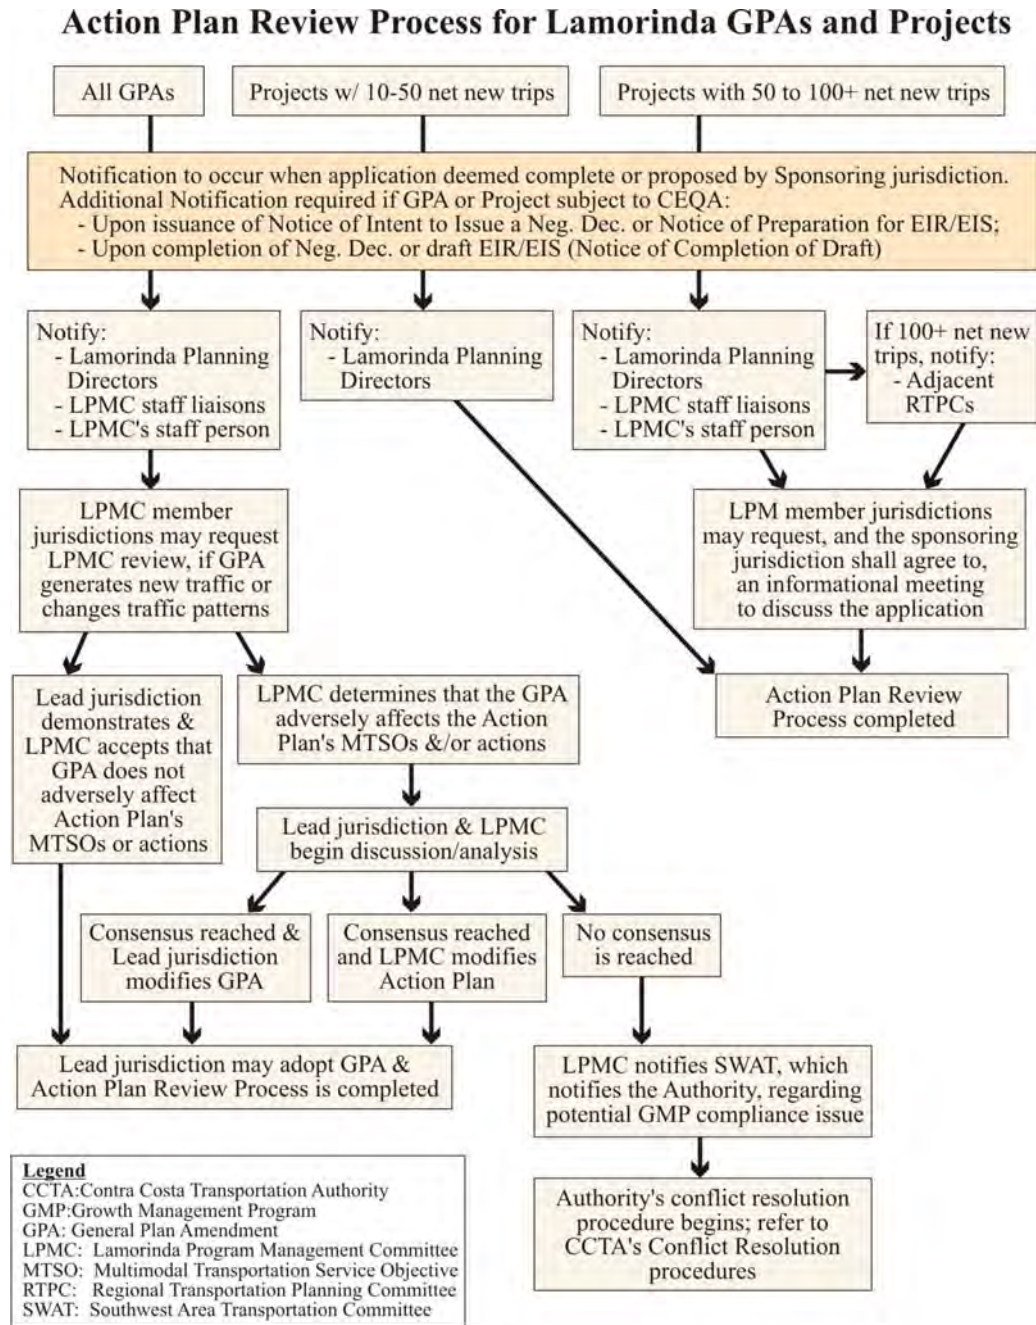 Action Plan Review Process for Lamorinda GPAs and Projects
All GPAs
Projects w/ 10-50 net new trips
Projects with 50 to 100+ net new trips
Notification to occur when application deemed complete or proposed by Sponsoring jurisdiction.
Additional Notification required if GPA or Project subject to CEQA:
- Upon issuance of Notice of Intent to Issue a Neg. Dec. or Notice of Preparation for EIR/EIS;
- Upon completion of Neg. Dec. or draft EIR/EIS (Notice of Completion of Draft)
Notify:
- Lamorinda Planning
Directors
- LPMC staff liaisons
- LPMC's staff person
Notify:
- Lamorinda Planning
Directors
Notify:
- Lamorinda Planning
Directors
- LPMC staff liaisons
- LPMC's staff person
If 100+ net new
trips, notify:
- Adjacent
RTPCs
LPMC member
jurisdictions may request
LPMC review, if GPA
generates new traffic or
changes traffic patterns
LPM member jurisdictions
may request, and the sponsoring
jurisdiction shall agree to,
an informational meeting
to discuss the application
Lead jurisdiction
demonstrates &
LPMC accepts that
GPA does not
adversely affect
Action Plan's
MTSOs or actions
LPMC determines that the GPA
adversely affects the Action
Plan's MTSOs &/or actions
Action Plan Review
Process completed
Lead jurisdiction & LPMC
begin discussion/analysis
Consensus reached &
Lead jurisdiction
modifies GPA
Consensus reached
and LPMC modifies
Action Plan
No consensus
is reached
Lead jurisdiction may adopt GPA &
Action Plan Review Process is completed
LPMC notifies SWAT, which
notifies the Authority, regarding
potential GMP compliance issue
Authority's conflict resolution
procedure begins; refer to
CCTA's Conflict Resolution
procedures
Legend
CCTA:Contra Costa Transportation Authority
GMP:Growth Management Program
GPA: General Plan Amendment
LPMC: Lamorinda Program Management Committee
MTSO: Multimodal Transportation Service Objective
RTPC: Regional Transportation Planning Committee
SWAT: Southwest Area Transportation Committee